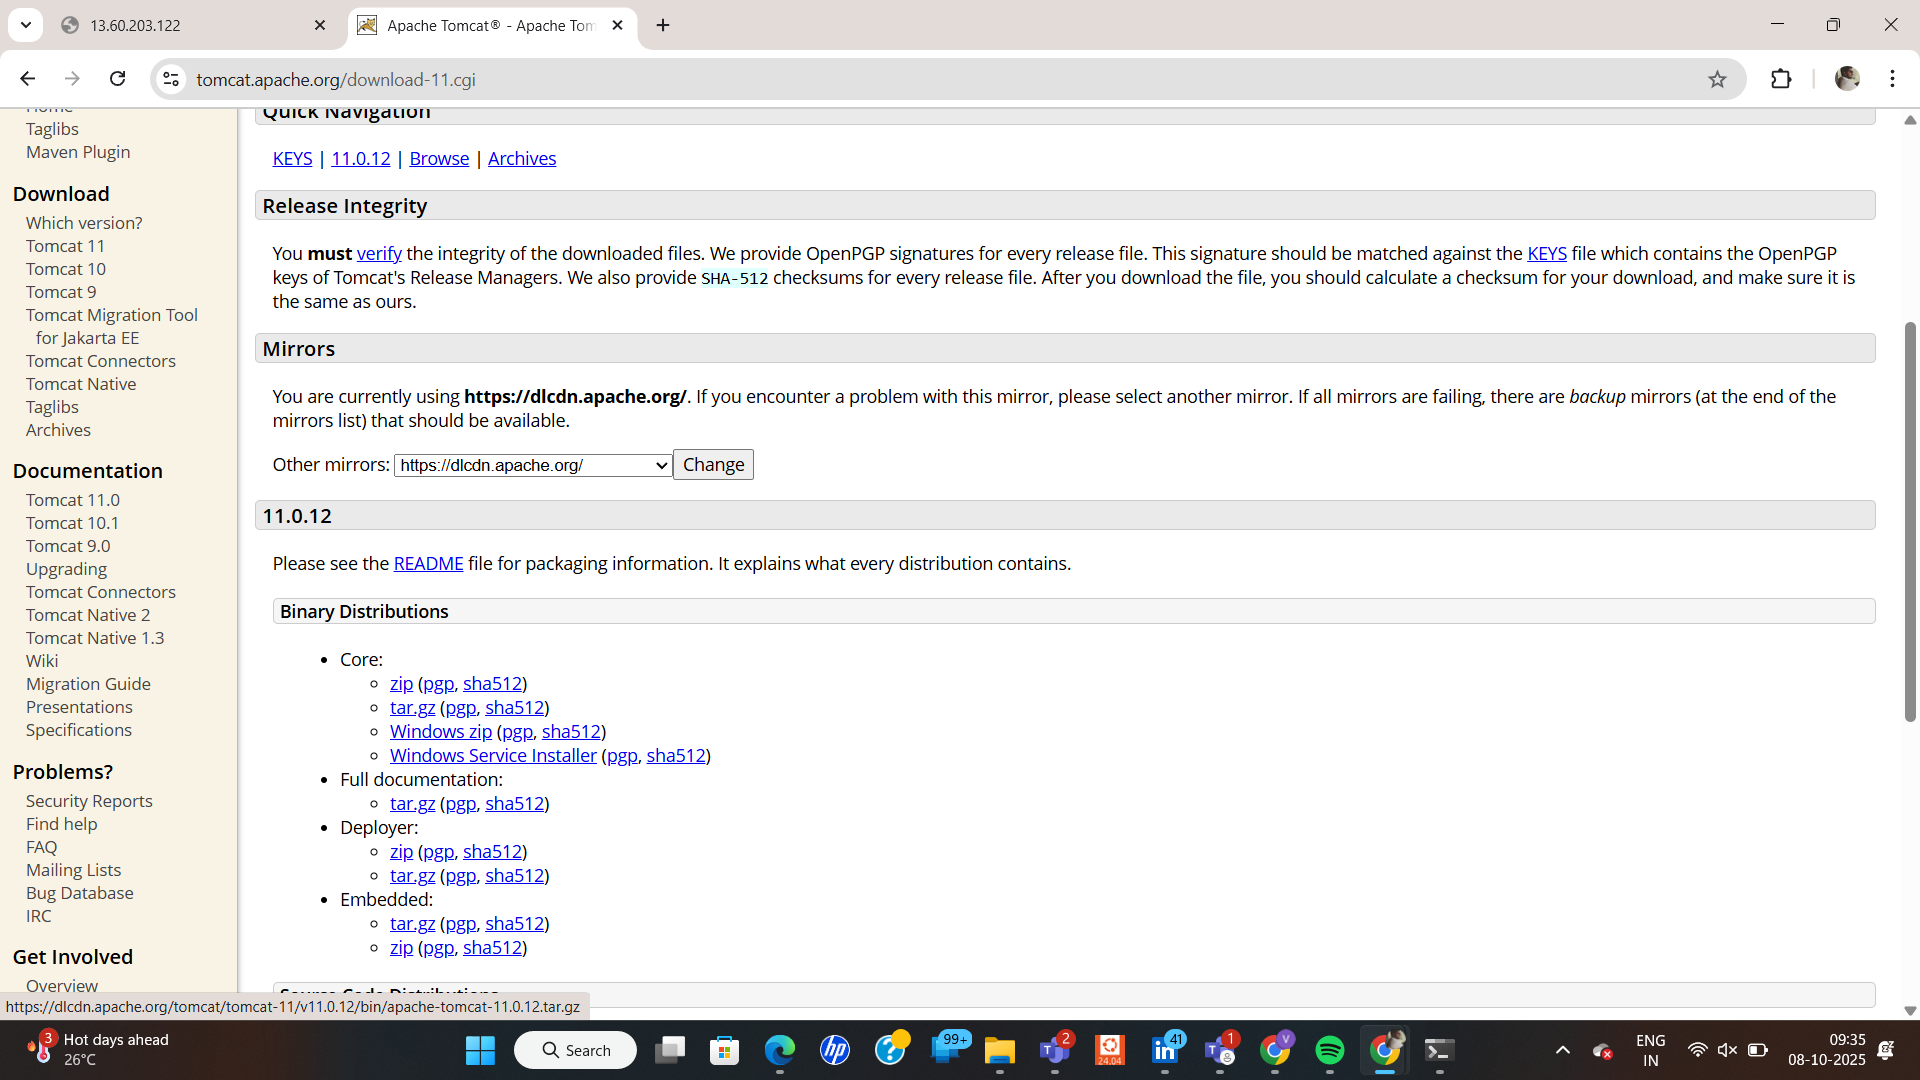 13.60.203.122
Apache Tomcat® - Apache Tom
tomcat.apache.org/download-11.cgi
Home
Taglibs
Maven Plugin
Download
Which version?
Tomcat 11
Tomcat 10
Tomcat 9
Tomcat Migration Tool
for Jakarta EE
Tomcat Connectors
Tomcat Native
Taglibs
Archives
Documentation
Tomcat 11.0
Tomcat 10.1
Tomcat 9.0
Upgrading
Tomcat Connectors
Tomcat Native 2
Tomcat Native 1.3
Wiki
Migration Guide
Presentations
Specifications
Problems?
Security Reports
Find help
FAQ
Mailing Lists
Bug Database
IRC
Get Involved
Overview
Quick Navigation
KEYS | 11.0.12 | Browse | Archives
Release Integrity
You must verify the integrity of the downloaded files. We provide OpenPGP signatures for every release file. This signature should be matched against the KEYS file which contains the OpenPGP
keys of Tomcat's Release Managers. We also provide SHA-512 checksums for every release file. After you download the file, you should calculate a checksum for your download, and make sure it is
the same as ours.
Mirrors
You are currently using https://dlcdn.apache.org/. If you encounter a problem with this mirror, please select another mirror. If all mirrors are failing, there are backup mirrors (at the end of the
mirrors list) that should be available.
Other mirrors: https://dlcdn.apache.org/ Change
11.0.12
Please see the README file for packaging information. It explains what every distribution contains.
Binary Distributions
Core:
zip (pgp, sha512)
tar.gz (pgp, sha512)
Windows zip (pgp, sha512)
Windows Service Installer (pgp, sha512)
Full documentation:
tar.gz (pgp, sha512)
Deployer:
zip (pgp, sha512)
tar.gz (pgp, sha512)
Embedded:
tar.gz (pgp, sha512)
zip (pgp, sha512)
Source Code Distributions
https://dlcdn.apache.org/tomcat/tomcat-11/v11.0.12/bin/apache-tomcat-11.0.12.tar.gz
3
Hot days ahead
26°C
Search
hp
99+
2
24.04
41
1
V
ENG
IN
09:35
08-10-2025